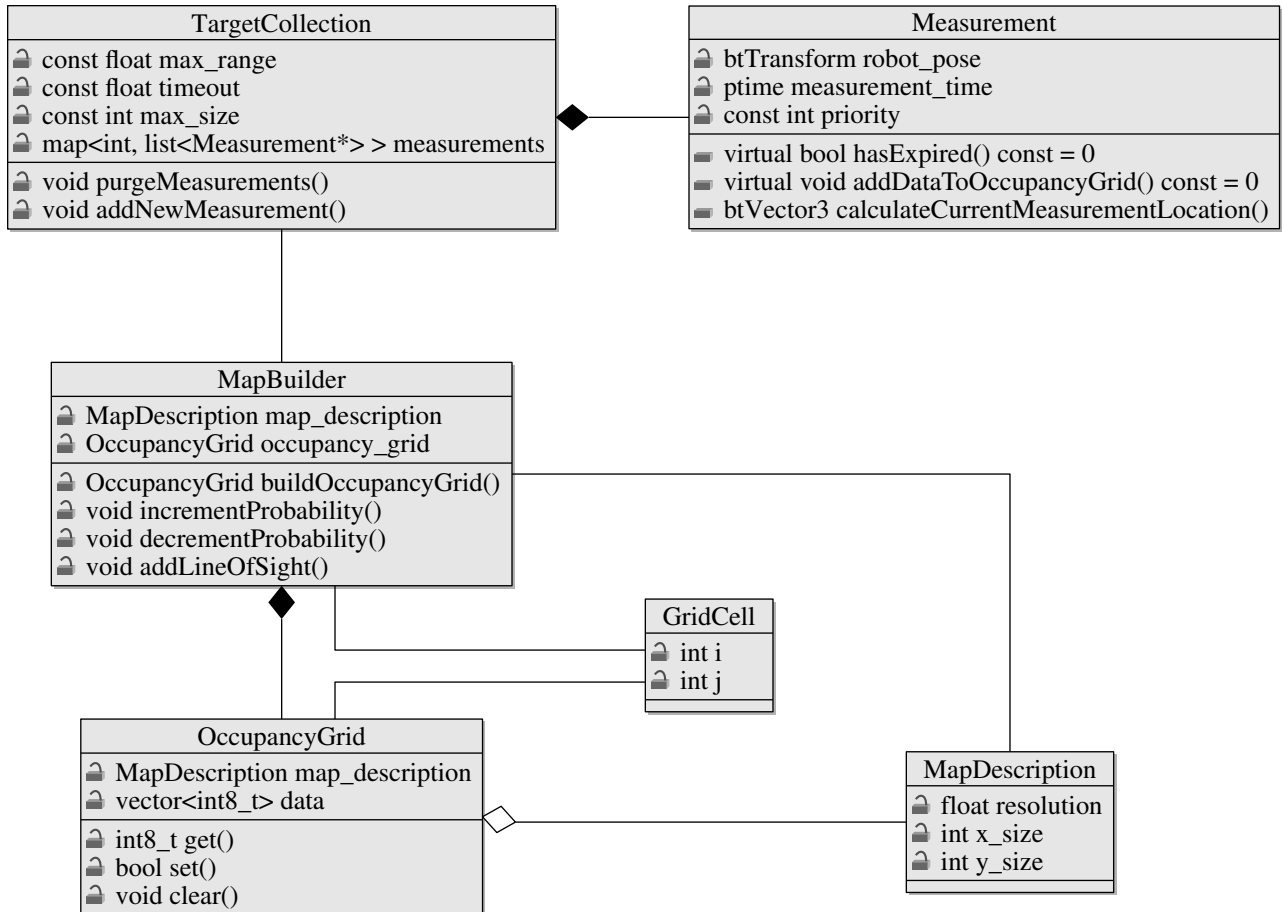 TargetCollection
const float max_range
const float timeout
const int max_size
map<int, list<Measurement*> > measurements
void purgeMeasurements()
void addNewMeasurement()
Measurement
btTransform robot_pose
ptime measurement_time
const int priority
virtual bool hasExpired() const = 0
virtual void addDataToOccupancyGrid() const = 0
btVector3 calculateCurrentMeasurementLocation()
MapBuilder
MapDescription map_description
OccupancyGrid occupancy_grid
OccupancyGrid buildOccupancyGrid()
void incrementProbability()
void decrementProbability()
void addLineOfSight()
GridCell
int i
int j
OccupancyGrid
MapDescription map_description
vector<int8_t> data
int8_t get()
bool set()
void clear()
MapDescription
float resolution
int x_size
int y_size